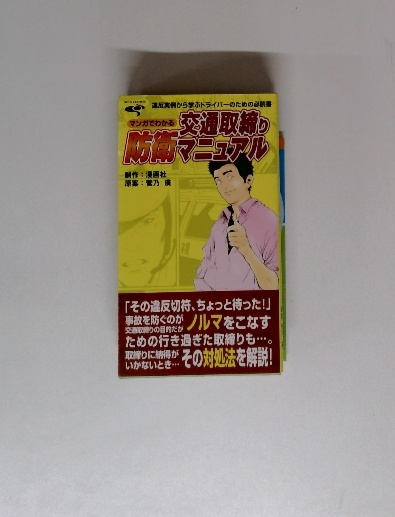 違反実例から学ぶドライバーのための必読書
マンガでわかる
交通取締り
防衛マニュアル
制作：漫画社
原案：菅乃 廣
「その違反切符、ちょっと待った！」
事故を防ぐのが
交通取締りの目的だが
ノルマをこなす
ための行き過ぎた取締りも…。
取締りに納得が
いかないとき…
その対処法を解説！